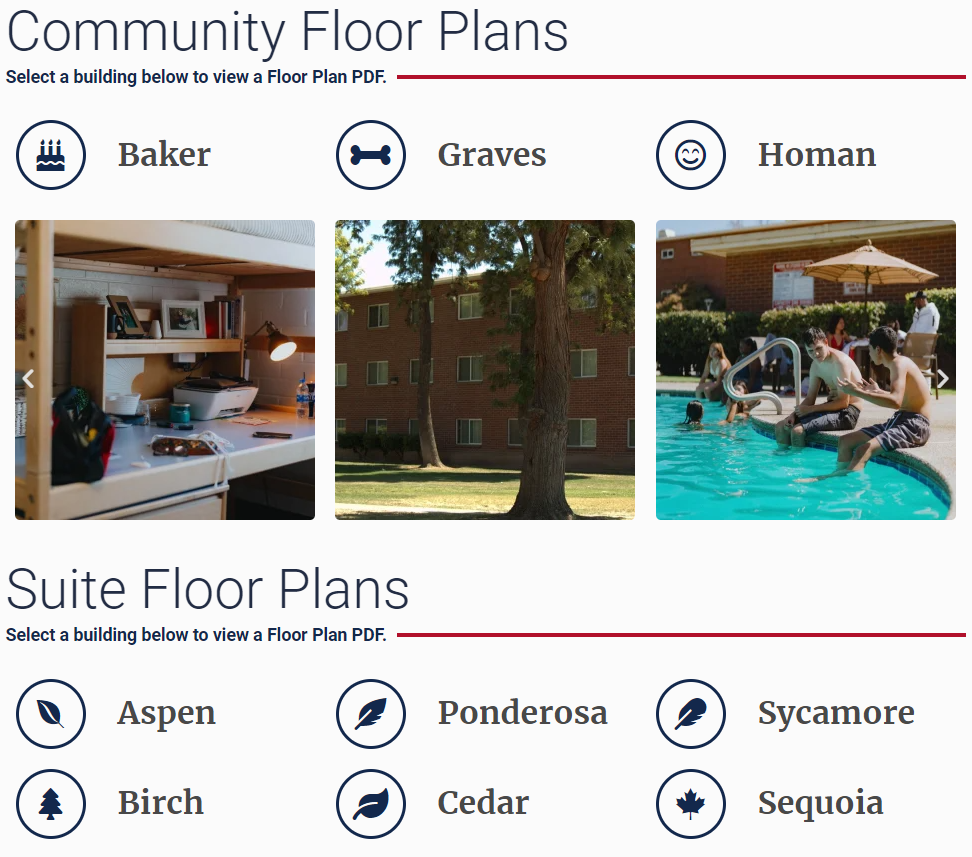 Community Floor Plans
Select a building below to view a Floor Plan PDF.
Baker
Graves
Homan
Suite Floor Plans
Select a building below to view a Floor Plan PDF.
Aspen
Ponderosa
Sycamore
Birch
Cedar
Sequoia